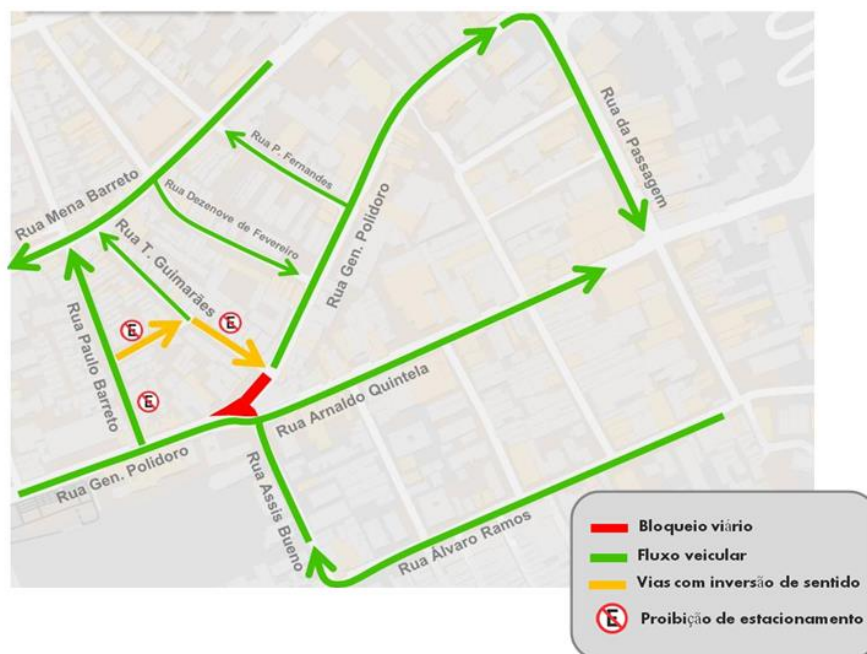 Rua Mena Barreto
Rua P. Fernandes
Rua Dezenove de Fevereiro
Rua T. Guimarães
Rua Gen. Polidoro
Rua da Passagem
E
E
Rua Paulo Barreto
E
Rua Arnaldo Quintela
Rua Gen. Polidoro
Rua Assis Bueno
Rua Álvaro Ramos
Bloqueio viário
Fluxo veicular
Vias com inversão de sentido
E Proibição de estacionamento